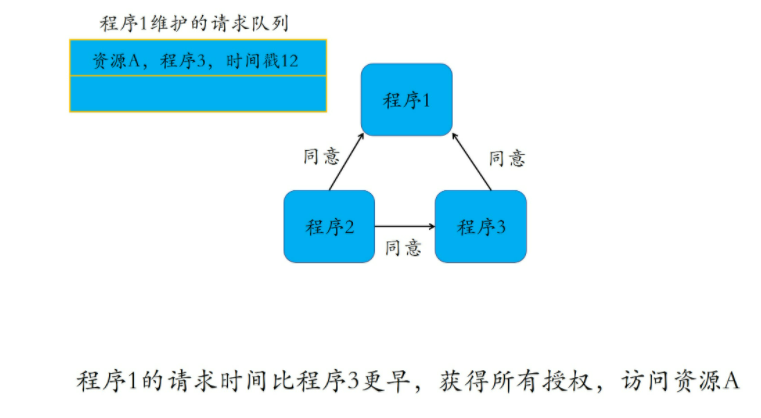 程序1维护的请求队列
资源A，程序3，时间戳12
程序1
同意
同意
程序2
程序3
同意
程序1的请求时间比程序3更早，获得所有授权，访问资源A